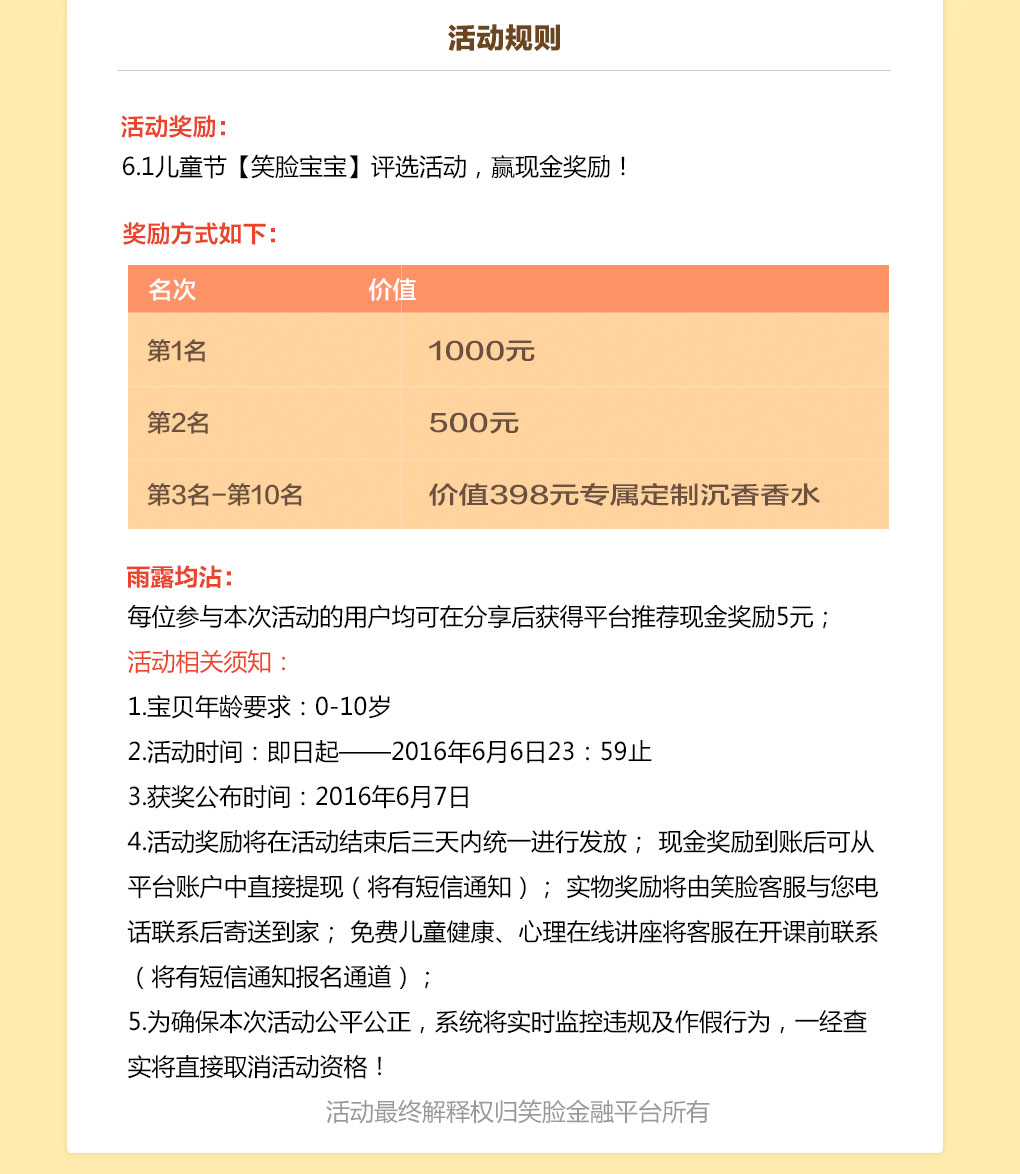 活动规则
活动奖励：
6.1儿童节【笑脸宝宝】评选活动，赢现金奖励！
奖励方式如下：
名次 价值
第1名 1000元
第2名 500元
第3名-第10名 价值398元专属定制沉香香水
雨露均沾：
每位参与本次活动的用户均可在分享后获得平台推荐现金奖励5元；
活动相关须知：
1.宝贝年龄要求：0-10岁
2.活动时间：即日起——2016年6月6日23：59止
3.获奖公布时间：2016年6月7日
4.活动奖励将在活动结束后三天内统一进行发放； 现金奖励到账后可从
平台账户中直接提现（将有短信通知）； 实物奖励将由笑脸客服与您电
话联系后寄送到家； 免费儿童健康、心理在线讲座将客服在开课前联系
（将有短信通知报名通道）；
5.为确保本次活动公平公正，系统将实时监控违规及作假行为，一经查
实将直接取消活动资格！
活动最终解释权归笑脸金融平台所有